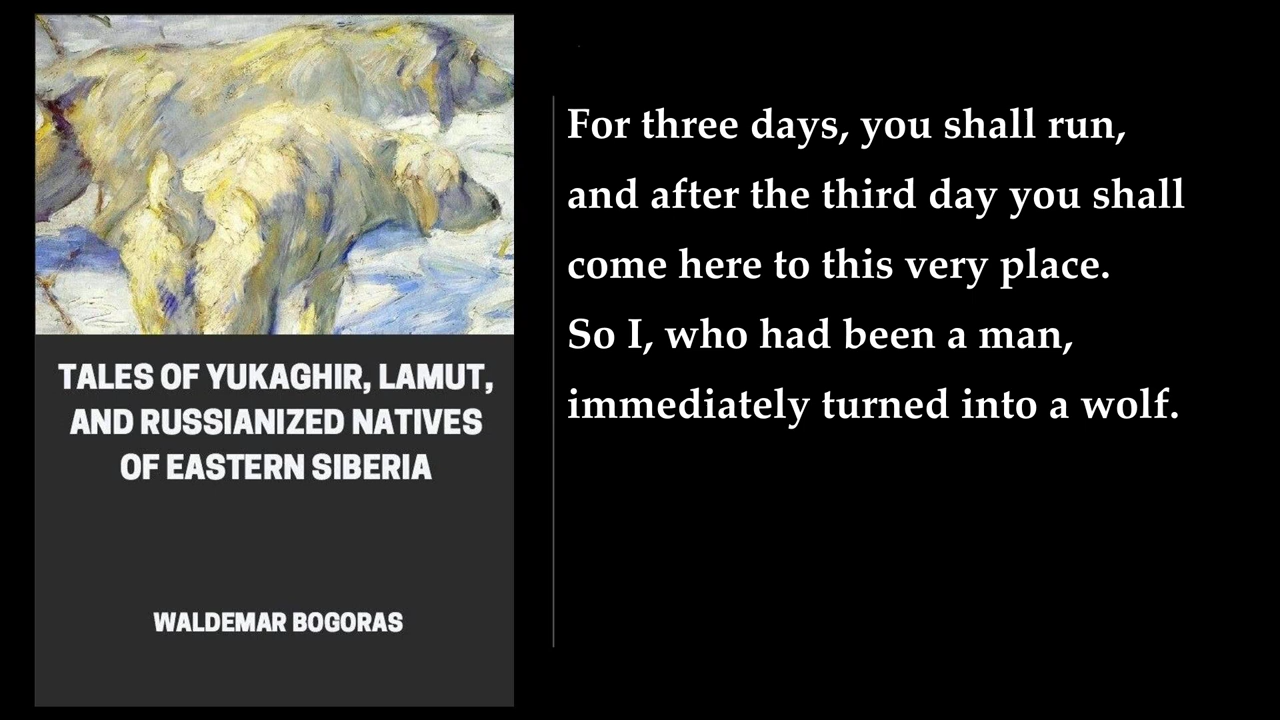 TALES OF YUKAGHIR, LAMUT,
AND RUSSIANIZED NATIVES
OF EASTERN SIBERIA
WALDEMAR BOGORAS
For three days, you shall run,
and after the third day you shall
come here to this very place.
So I, who had been a man,
immediately turned into a wolf.